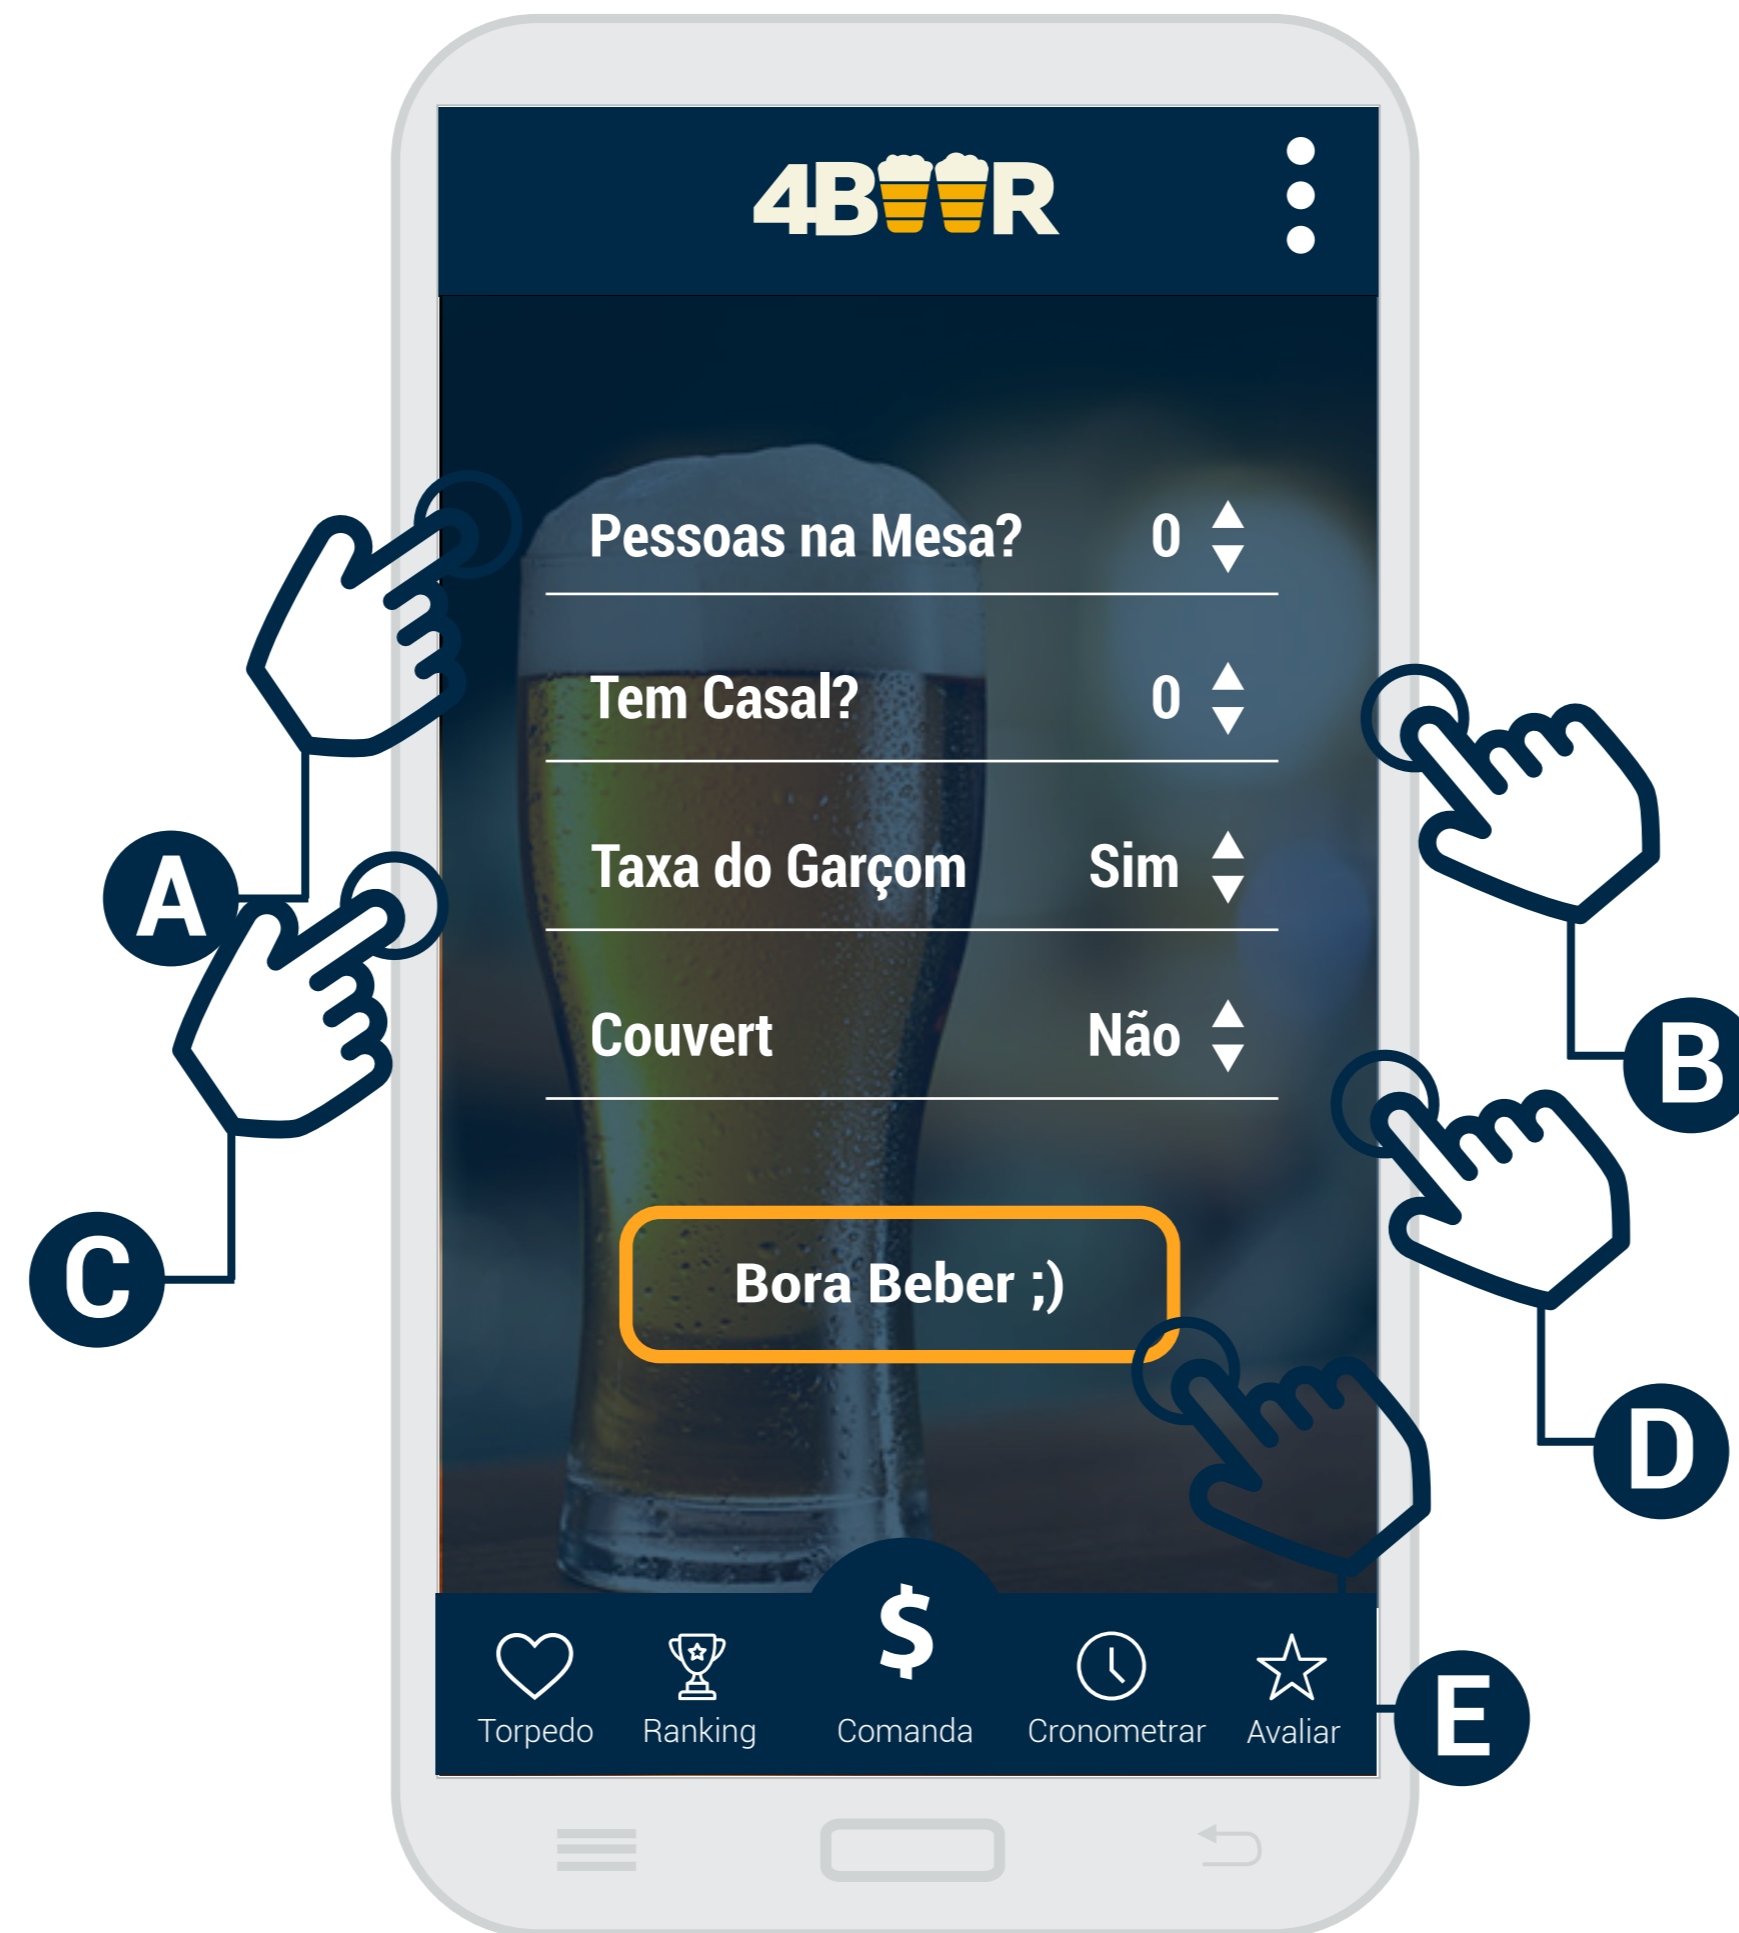 4BEER
Pessoas na Mesa? 0
Tem Casal? 0
Taxa do Garçom Sim
Couvert Não
Bora Beber ;)
A
B
C
D
E
$
Torpedo Ranking Comanda Cronometrar Avaliar